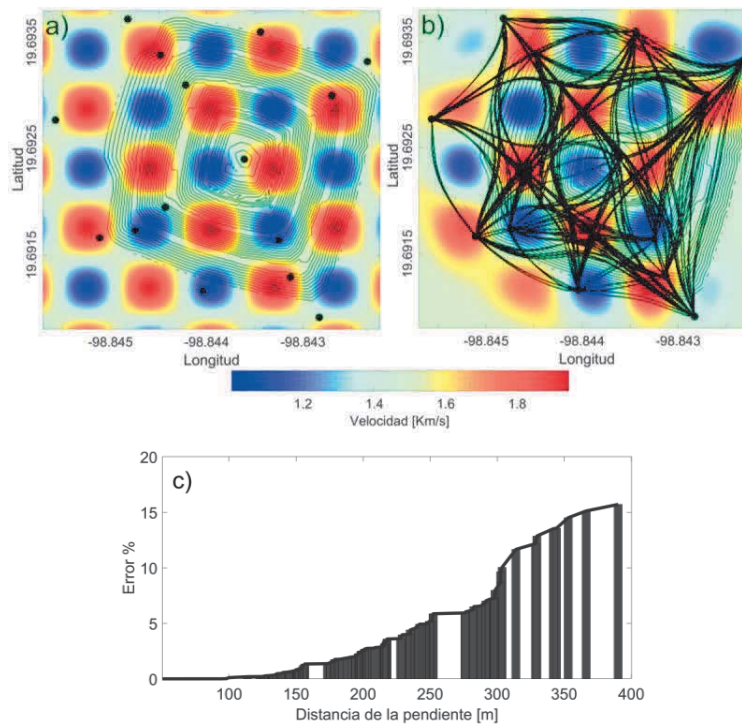 a)
b)
19.6935
19.6925
19.6915
Latitud
-98.845
-98.844
-98.843
Longitud
19.6935
19.6925
19.6915
Latitud
-98.845
-98.844
-98.843
Longitud
1.2
1.4
1.6
1.8
Velocidad [Km/s]
c)
20
15
10
5
0
Error %
100
150
200
250
300
350
400
Distancia de la pendiente [m]